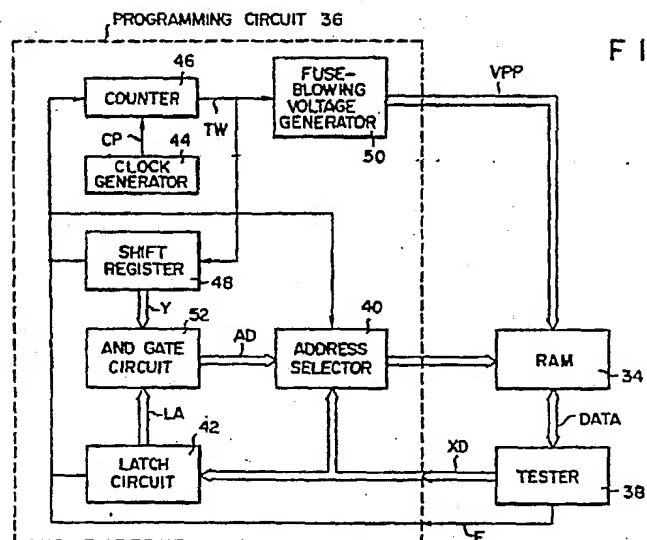 PROGRAMMING CIRCUIT 36
F I
46
COUNTER
TW
FUSE-
BLOWING
VOLTAGE
GENERATOR
50
VPP
CP
44
CLOCK
GENERATOR
SHIFT
REGISTER
48
Y
52
AND GATE
CIRCUIT
AD
40
ADDRESS
SELECTOR
RAM
34
LA
42
LATCH
CIRCUIT
XD
DATA
TESTER
38